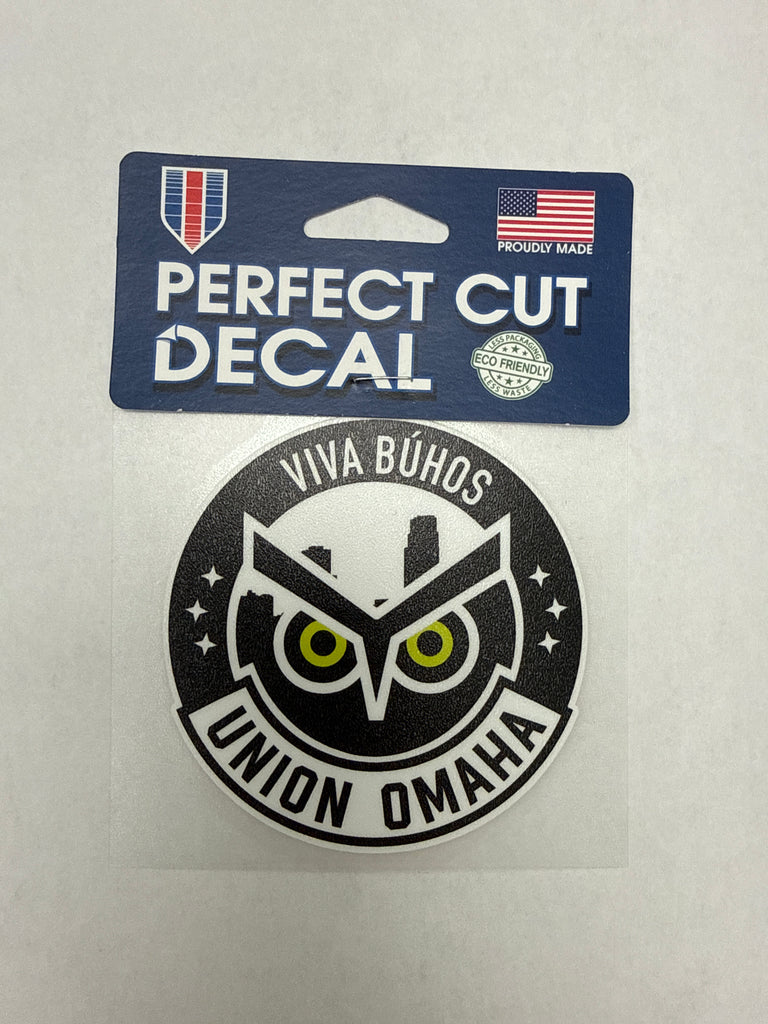 PROUDLY MADE
PERFECT CUT
DECAL
LESS PACKAGING
ECO FRIENDLY
LESS WASTE
VIVA BÚHOS
UNION OMAHA